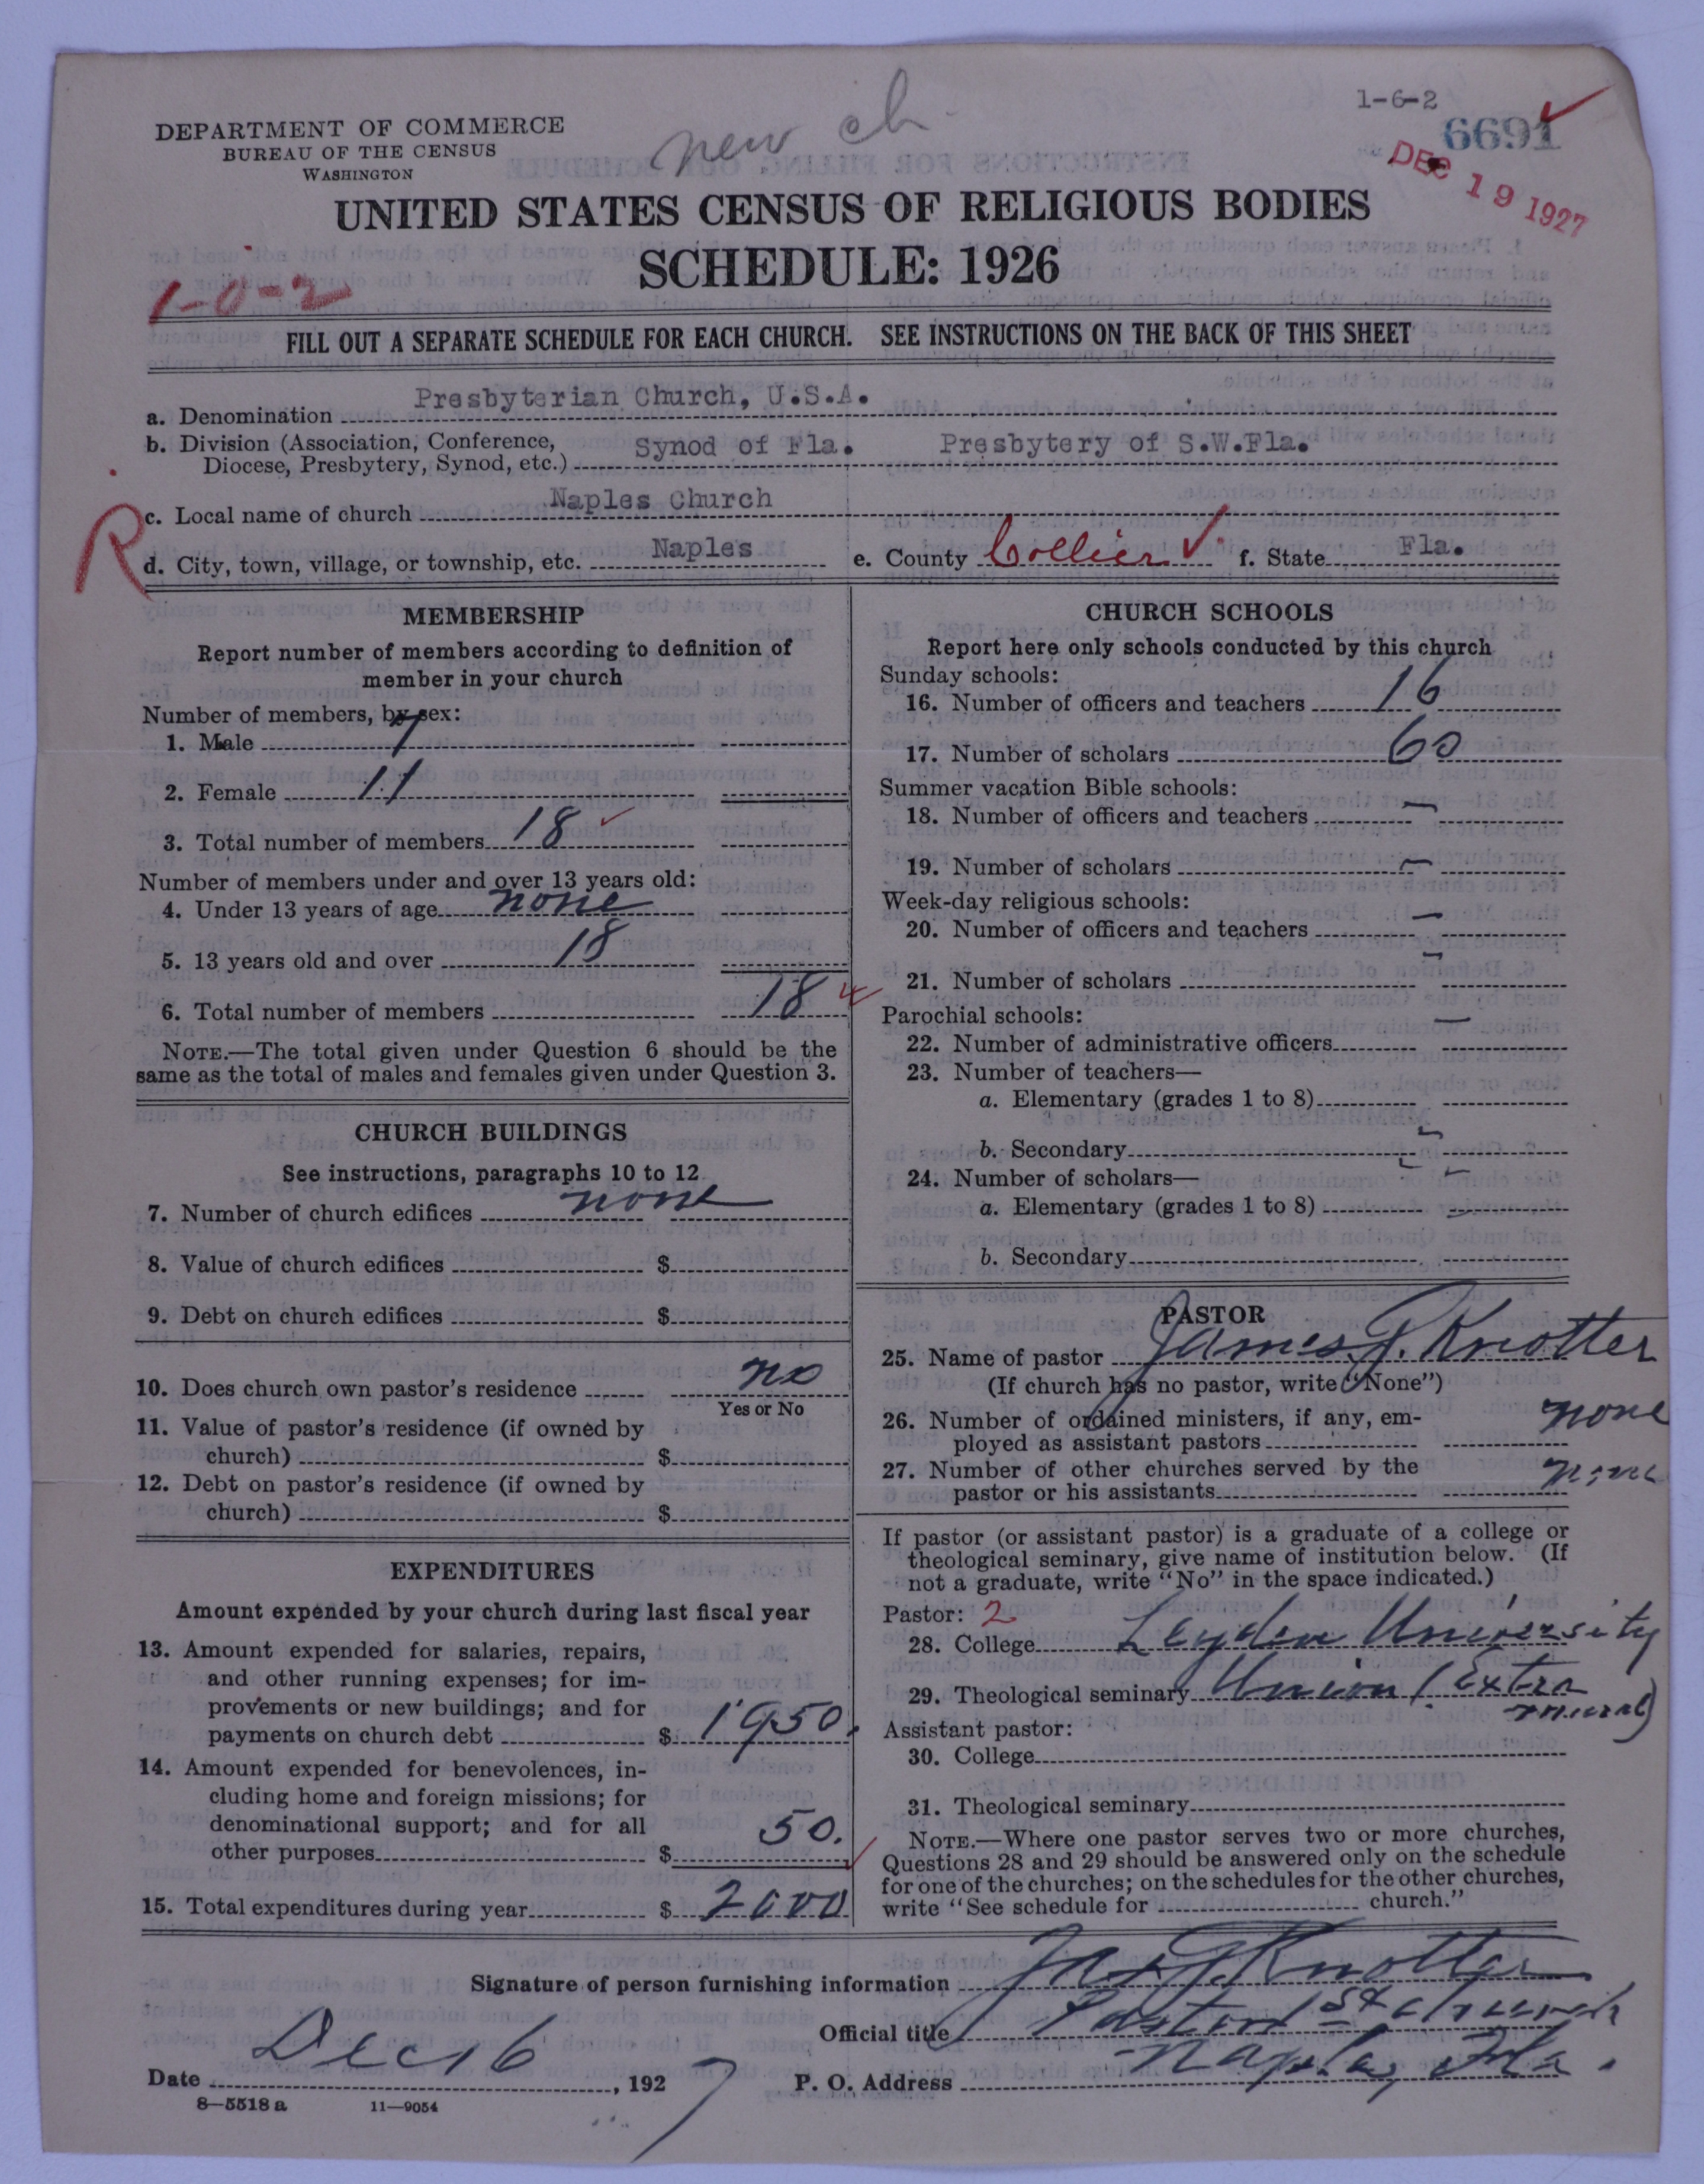 new ch.
1-6-2
6691
DEC 19 1927
DEPARTMENT OF COMMERCE
BUREAU OF THE CENSUS
WASHINGTON
UNITED STATES CENSUS OF RELIGIOUS BODIES
SCHEDULE: 1926
1-0-2
FILL OUT A SEPARATE SCHEDULE FOR EACH CHURCH. SEE INSTRUCTIONS ON THE BACK OF THIS SHEET
a. Denomination Presbyterian Church, U.S.A.
b. Division (Association, Conference, Synod of Fla. Presbytery of S.W.Fla.
Diocese, Presbytery, Synod, etc.)
R
c. Local name of church Naples Church
d. City, town, village, or township, etc. Naples e. County Collier f. State Fla.
MEMBERSHIP
Report number of members according to definition of
member in your church
Number of members, by sex:
1. Male 7
2. Female 11
3. Total number of members 18
Number of members under and over 13 years old:
4. Under 13 years of age none
5. 13 years old and over 18
6. Total number of members 18
NOTE.—The total given under Question 6 should be the
same as the total of males and females given under Question 3.
CHURCH BUILDINGS
See instructions, paragraphs 10 to 12
7. Number of church edifices none
8. Value of church edifices $
9. Debt on church edifices $
10. Does church own pastor's residence no
Yes or No
11. Value of pastor's residence (if owned by
church) $
12. Debt on pastor's residence (if owned by
church) $
EXPENDITURES
Amount expended by your church during last fiscal year
13. Amount expended for salaries, repairs,
and other running expenses; for im-
provements or new buildings; and for
payments on church debt $ 1950.
14. Amount expended for benevolences, in-
cluding home and foreign missions; for
denominational support; and for all
other purposes $ 50.
15. Total expenditures during year $ 2000
CHURCH SCHOOLS
Report here only schools conducted by this church
Sunday schools:
16. Number of officers and teachers 16
17. Number of scholars 60
Summer vacation Bible schools:
18. Number of officers and teachers —
19. Number of scholars —
Week-day religious schools:
20. Number of officers and teachers —
21. Number of scholars —
Parochial schools:
22. Number of administrative officers —
23. Number of teachers—
a. Elementary (grades 1 to 8)
b. Secondary —
24. Number of scholars—
a. Elementary (grades 1 to 8)
b. Secondary
PASTOR
25. Name of pastor James J. Knotter
(If church has no pastor, write "None")
26. Number of ordained ministers, if any, em-
ployed as assistant pastors none
27. Number of other churches served by the
pastor or his assistants none
If pastor (or assistant pastor) is a graduate of a college or
theological seminary, give name of institution below. (If
not a graduate, write "No" in the space indicated.)
Pastor: 2
28. College Leyden University
29. Theological seminary Union (Extra
mural)
Assistant pastor:
30. College
31. Theological seminary
NOTE.—Where one pastor serves two or more churches,
Questions 28 and 29 should be answered only on the schedule
for one of the churches; on the schedules for the other churches,
write "See schedule for church."
Signature of person furnishing information Jas J. Knotter
Official title Pastor 1st church
Date Dec 16, 1927 P. O. Address Naples, Fla.
8—5518 a 11—9054